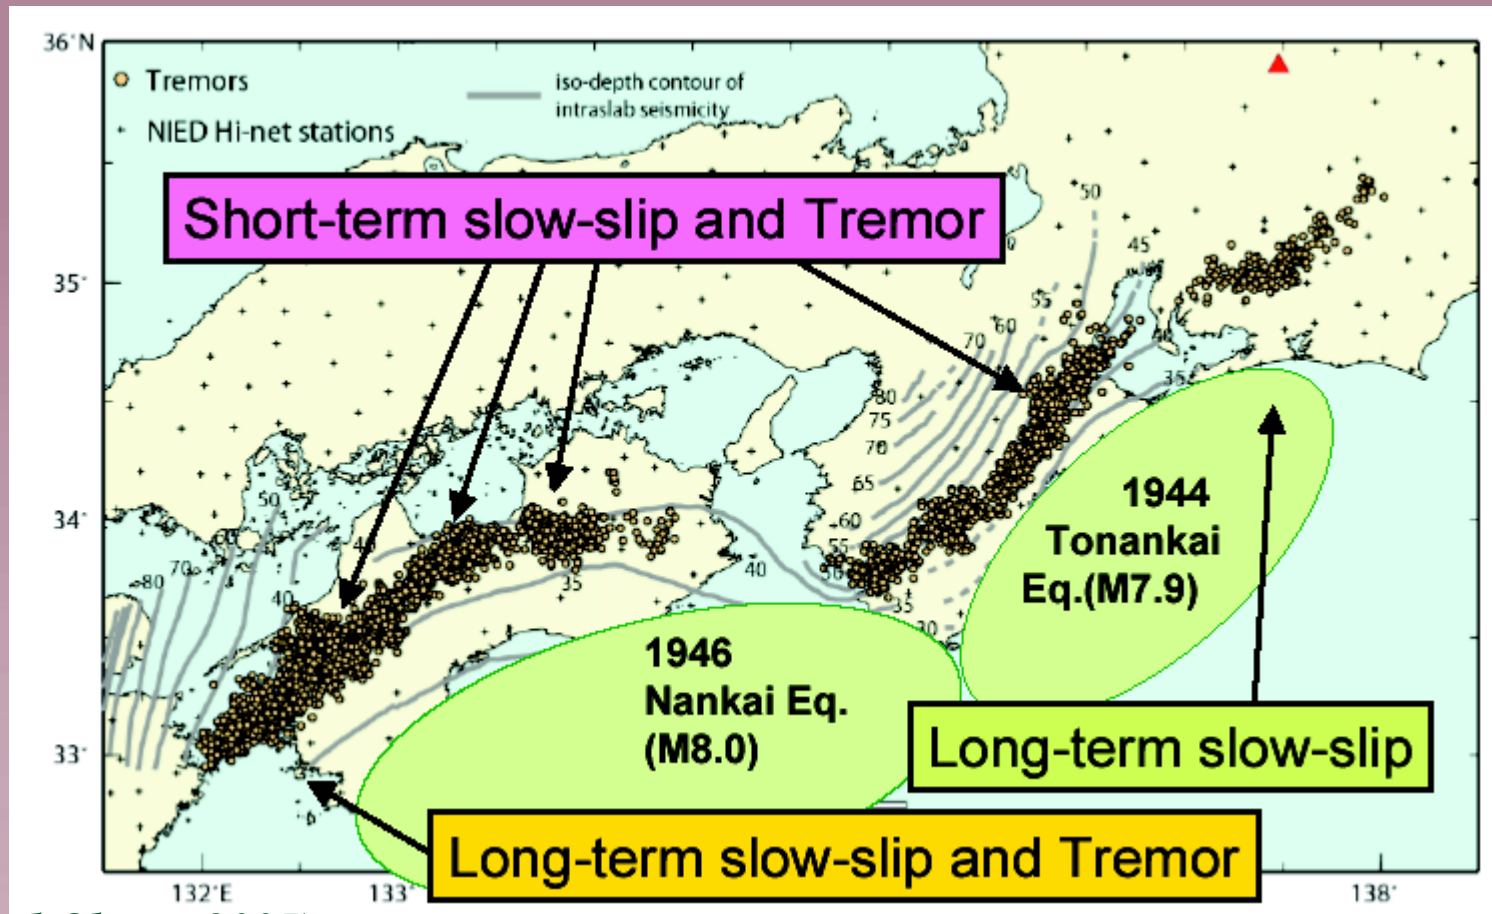 36°N
Tremors
iso-depth contour of
intraslab seismicity
NIED Hi-net stations
Short-term slow-slip and Tremor
50
45
35°
55
60
70
40
35
80
75
70
65
60
55
50
34°
60
70
80
40
40
35
40
35
30
1944
Tonankai
Eq.(M7.9)
1946
Nankai Eq.
(M8.0)
33°
Long-term slow-slip
Long-term slow-slip and Tremor
132°E
133°
138°